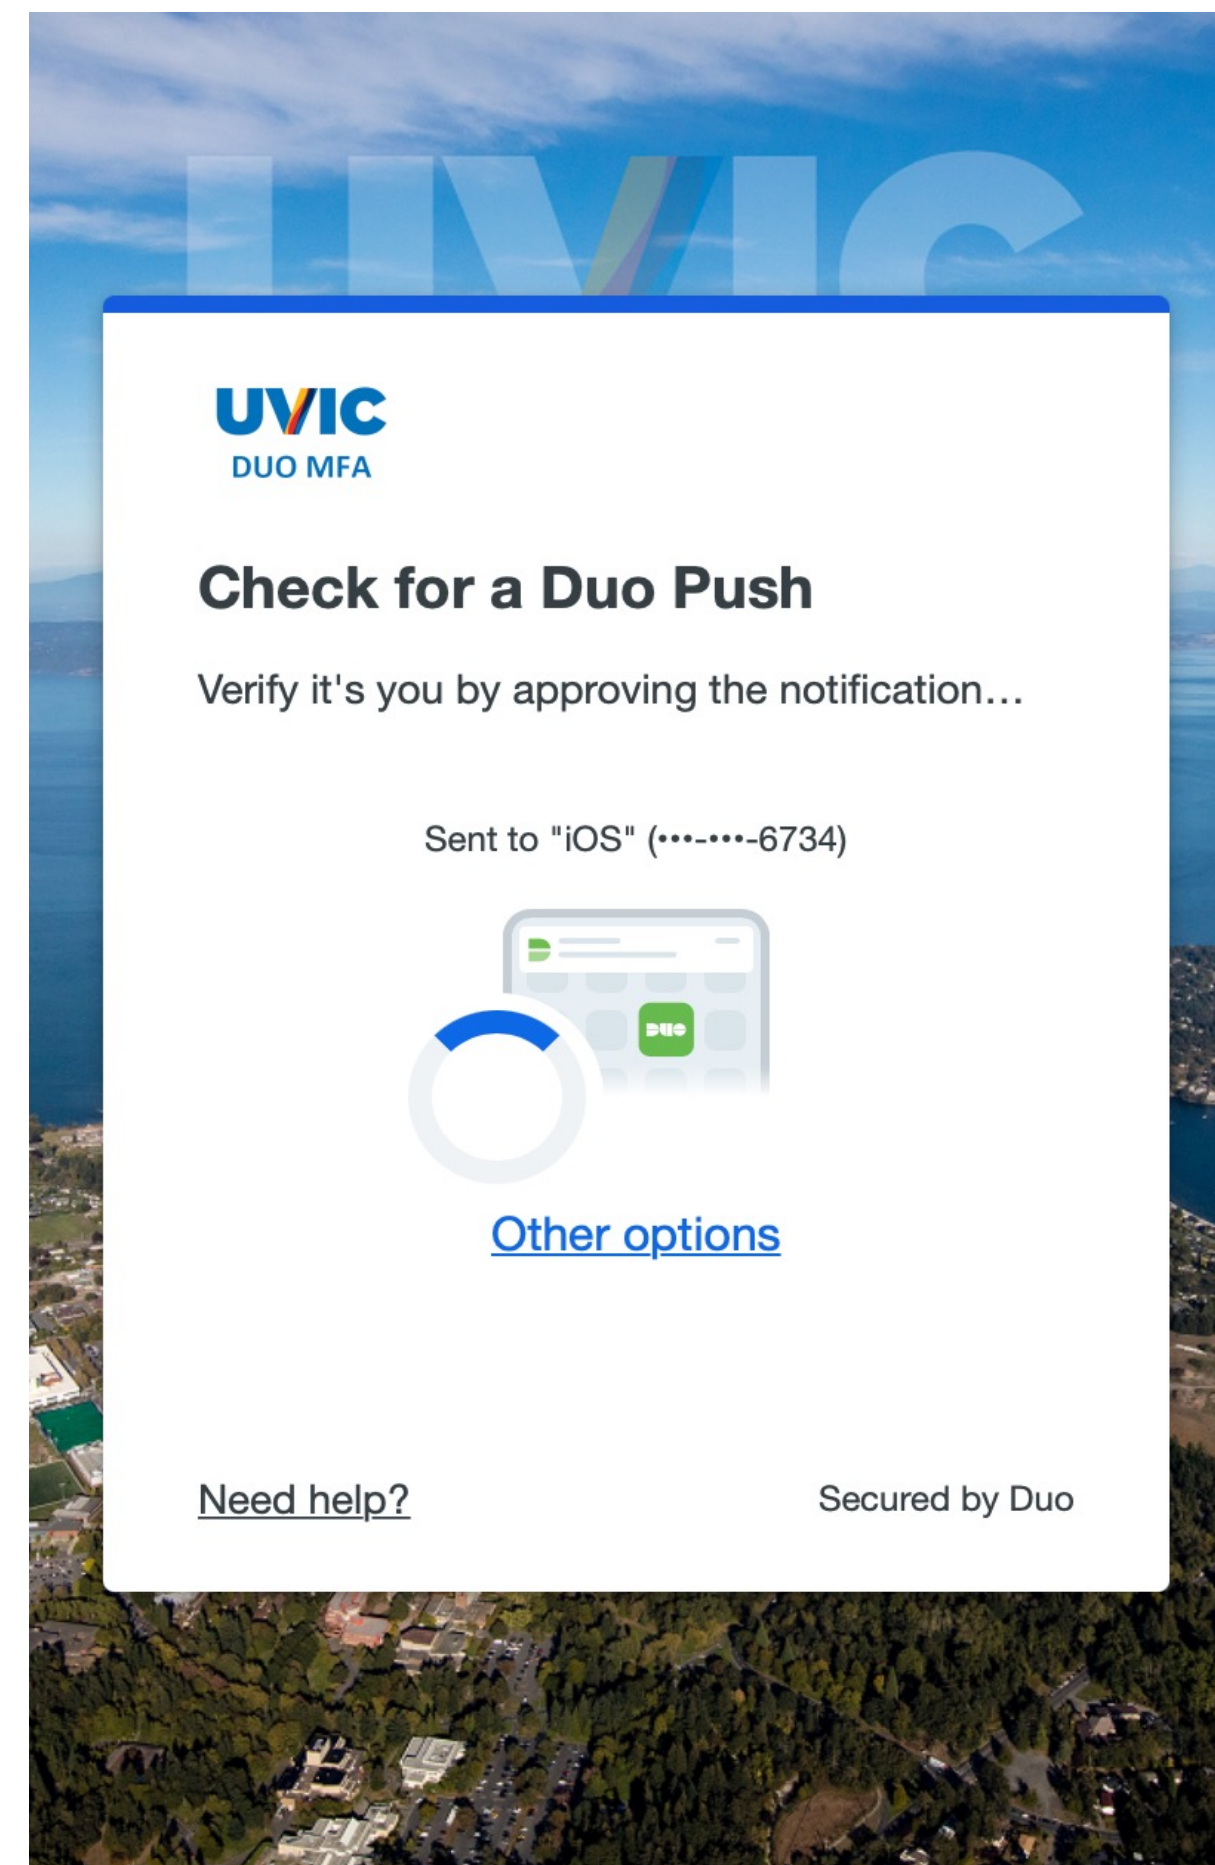 UVIC
UVIC
DUO MFA
Check for a Duo Push
Verify it's you by approving the notification...
Sent to "iOS" (•••-•••-6734)
DUO
Other options
Need help?
Secured by Duo